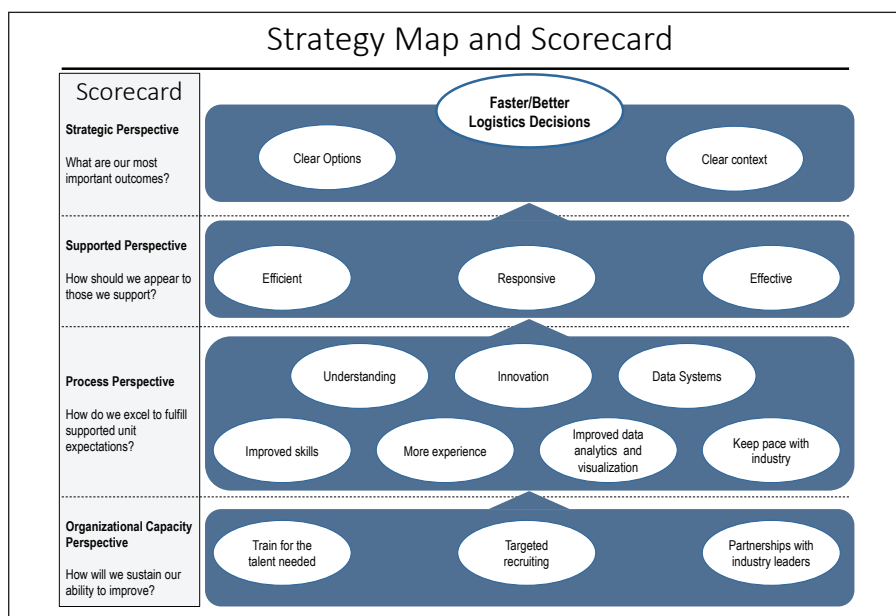 Strategy Map and Scorecard
Scorecard
Strategic Perspective
What are our most
important outcomes?
Faster/Better
Logistics Decisions
Clear Options
Clear context
Supported Perspective
How should we appear to
those we support?
Efficient
Responsive
Effective
Process Perspective
How do we excel to fulfill
supported unit
expectations?
Understanding
Innovation
Data Systems
Improved skills
More experience
Improved data
analytics and
visualization
Keep pace with
industry
Organizational Capacity
Perspective
How will we sustain our
ability to improve?
Train for the
talent needed
Targeted
recruiting
Partnerships with
industry leaders